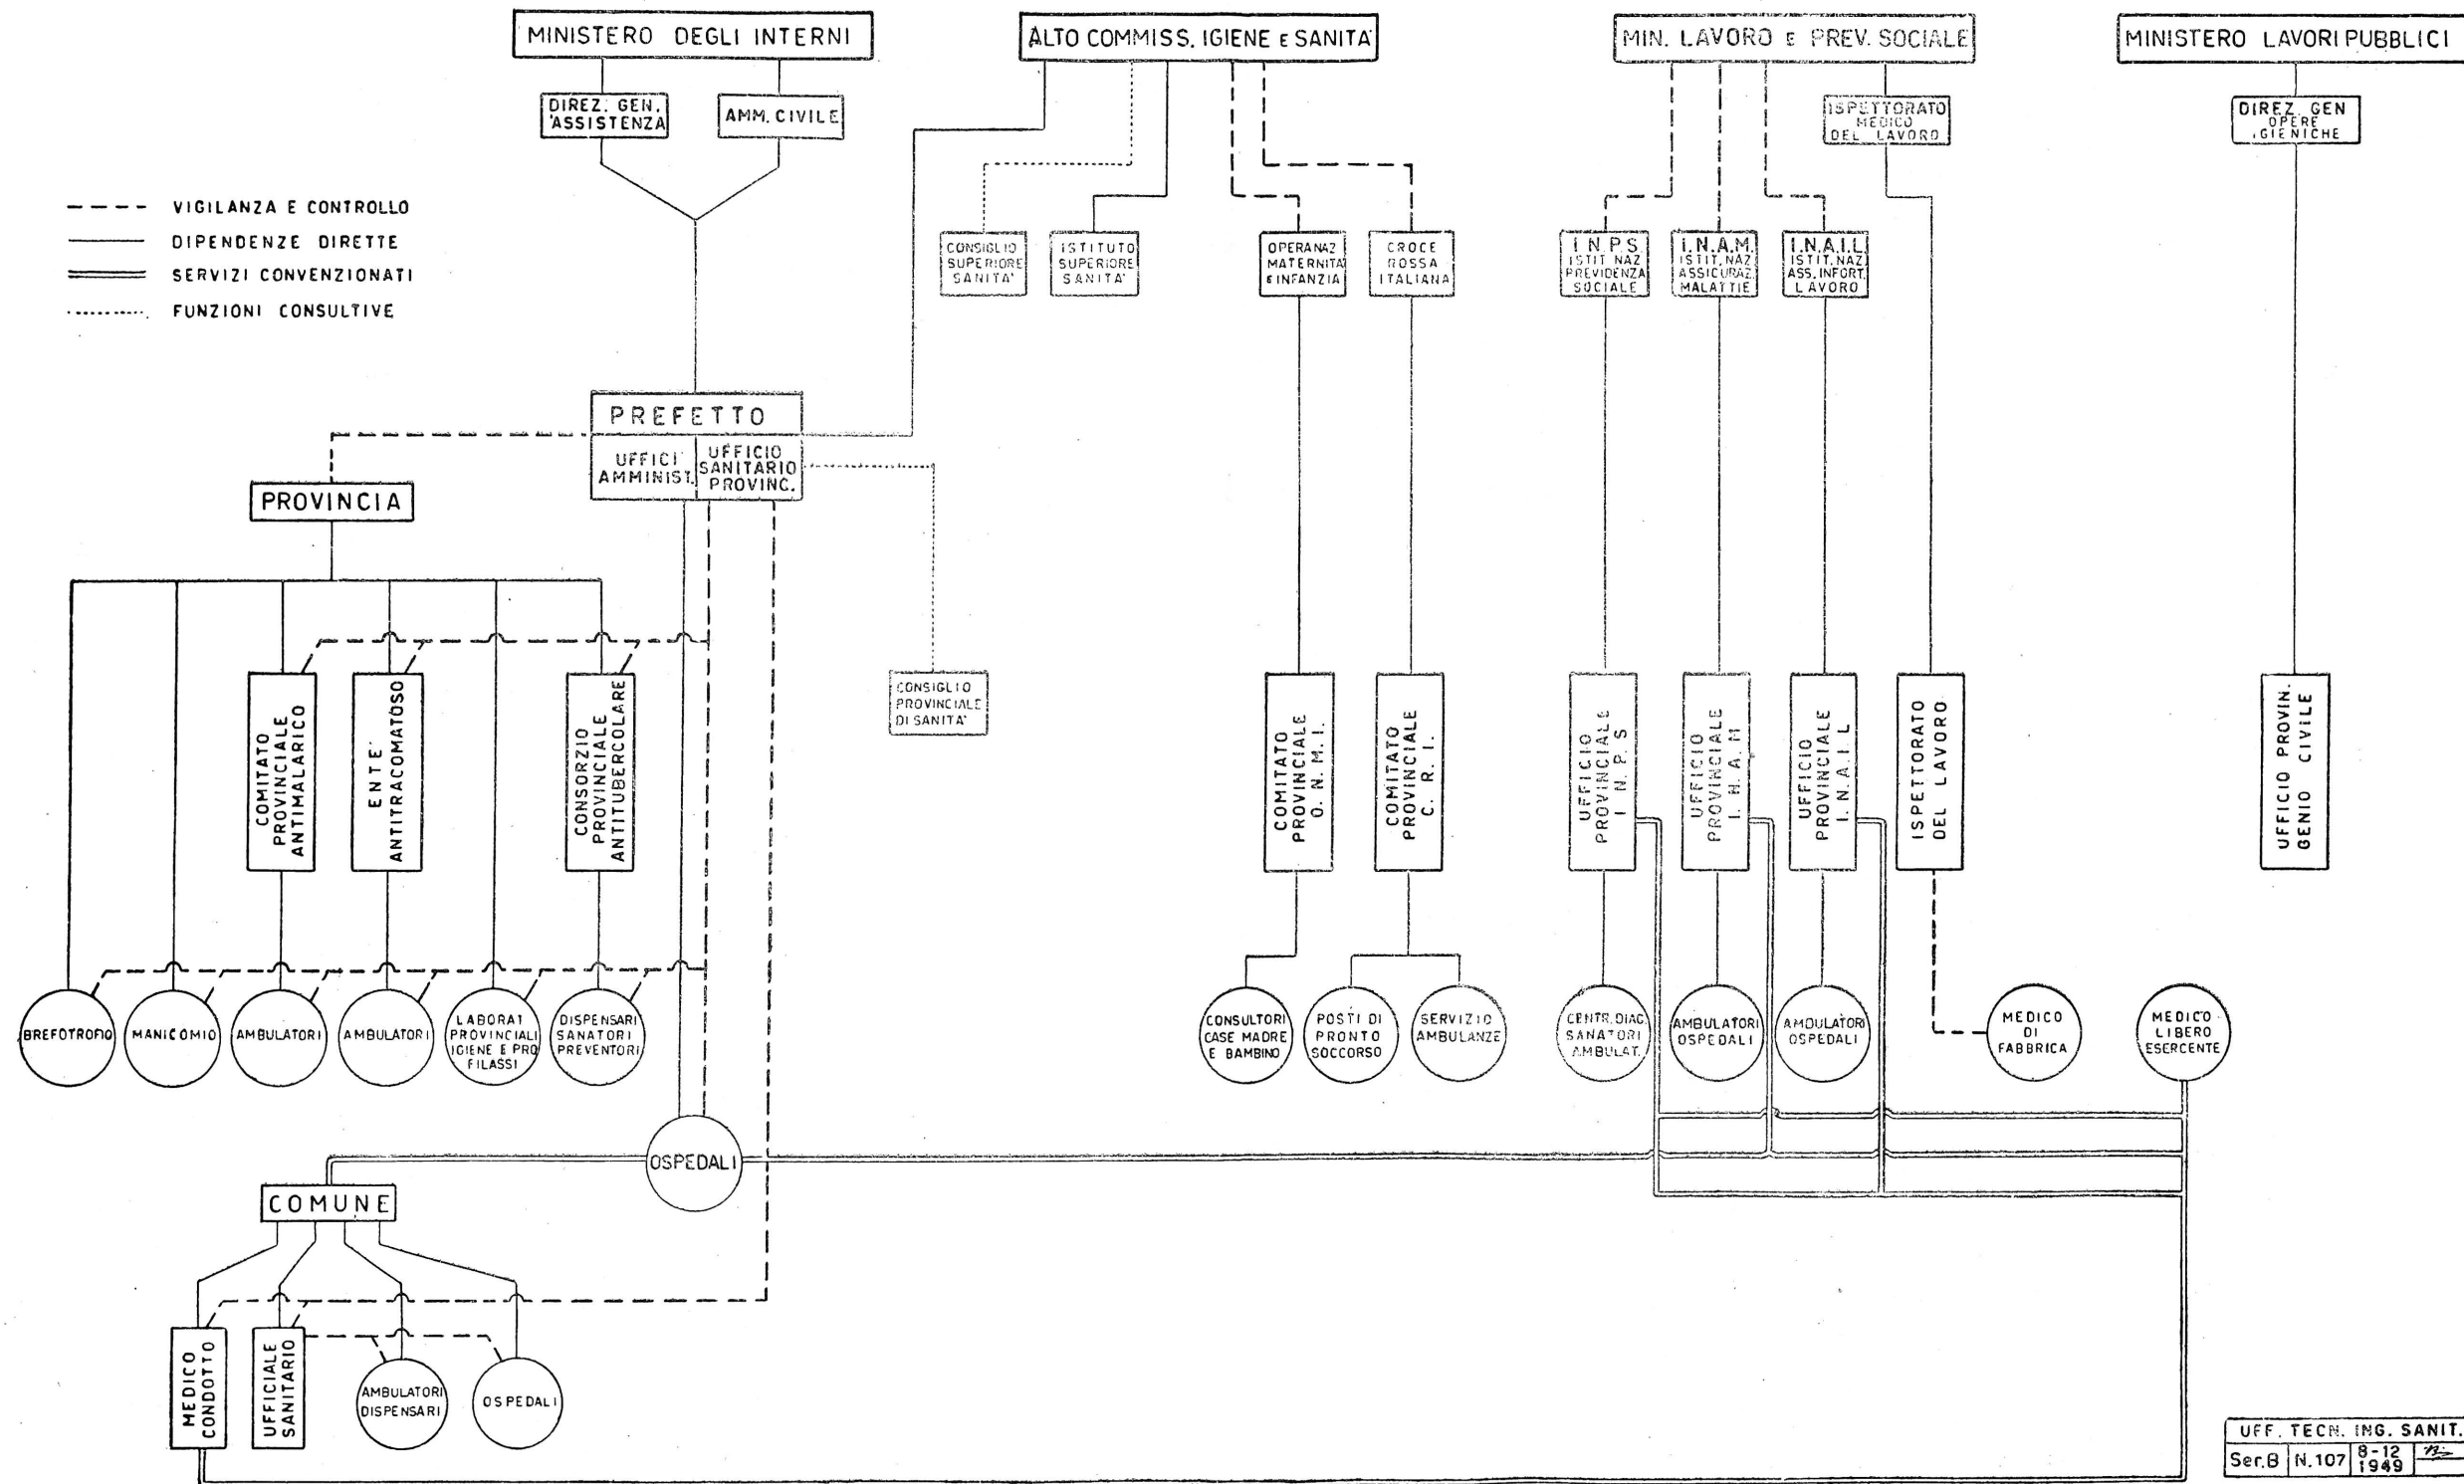 MINISTERO DEGLI INTERNI
ALTO COMMISS. IGIENE E SANITA'
MIN. LAVORO E PREV. SOCIALE
MINISTERO LAVORI PUBBLICI
DIREZ. GEN.
ASSISTENZA
AMM. CIVILE
ISPETTORATO
MEDICO
DEL LAVORO
DIREZ. GEN
OPERE
IGIENICHE
VIGILANZA E CONTROLLO
DIPENDENZE DIRETTE
SERVIZI CONVENZIONATI
FUNZIONI CONSULTIVE
CONSIGLIO
SUPERIORE
SANITA'
ISTITUTO
SUPERIORE
SANITA'
OPERA NAZ
MATERNITA'
E INFANZIA
CROCE
ROSSA
ITALIANA
I.N.P.S.
ISTIT. NAZ
PREVIDENZA
SOCIALE
I.N.A.M.
ISTIT. NAZ
ASSICURAZ.
MALATTIE
I.N.A.I.L.
ISTIT. NAZ
ASS. INFORT.
LAVORO
PREFETTO
UFFICI
AMMINIST.
UFFICIO
SANITARIO
PROVINC.
PROVINCIA
COMITATO
PROVINCIALE
ANTIMALARICO
ENTE
ANTITRACOMATOSO
CONSORZIO
PROVINCIALE
ANTITUBERCOLARE
CONSIGLIO
PROVINCIALE
DI SANITA'
COMITATO
PROVINCIALE
O. N. M. I.
COMITATO
PROVINCIALE
C. R. I.
UFFICIO
PROVINCIALE
I N. P. S
UFFICIO
PROVINCIALE
I. N. A. M
UFFICIO
PROVINCIALE
I. N. A. I L
ISPETTORATO
DEL LAVORO
UFFICIO PROVIN.
GENIO CIVILE
BREFOTROFIO
MANICOMIO
AMBULATORI
AMBULATORI
LABORAT
PROVINCIALI
IGIENE E PRO
FILASSI
DISPENSARI
SANATORI
PREVENTORI
CONSULTORI
CASE MADRE
E BAMBINO
POSTI DI
PRONTO
SOCCORSO
SERVIZIO
AMBULANZE
CENTR. DIAG.
SANATORI
AMBULAT.
AMBULATORI
OSPEDALI
AMBULATORI
OSPEDALI
MEDICO
DI
FABBRICA
MEDICO
LIBERO
ESERCENTE
OSPEDALI
COMUNE
MEDICO
CONDOTTO
UFFICIALE
SANITARIO
AMBULATORI
DISPENSARI
OSPEDALI
UFF. TECN. ING. SANIT.
Ser.B N.107 8-12
1949